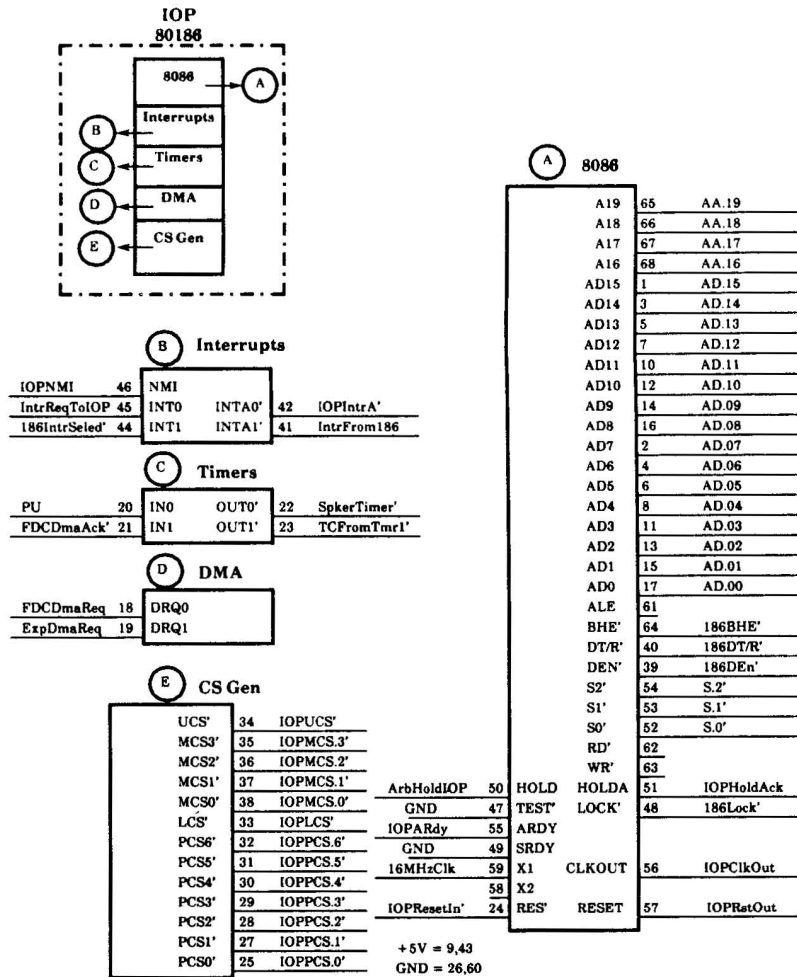 IOP
80186
8086
A
Interrupts
B
Timers
C
DMA
D
CS Gen
E
B Interrupts
IOPNMI 46 NMI
IntrReqToIOP 45 INT0 INTA0' 42 IOPIntrA'
186IntrSeled' 44 INT1 INTA1' 41 IntrFrom186
C Timers
PU 20 IN0 OUT0' 22 SpkerTimer'
FDCDmaAck' 21 IN1 OUT1' 23 TCFromTmr1'
D DMA
FDCDmaReq 18 DRQ0
ExpDmaReq 19 DRQ1
E CS Gen
UCS' 34 IOPUCS'
MCS3' 35 IOPMCS.3'
MCS2' 36 IOPMCS.2'
MCS1' 37 IOPMCS.1'
MCS0' 38 IOPMCS.0'
LCS' 33 IOPLCS'
PCS6' 32 IOPPCS.6'
PCS5' 31 IOPPCS.5'
PCS4' 30 IOPPCS.4'
PCS3' 29 IOPPCS.3'
PCS2' 28 IOPPCS.2'
PCS1' 27 IOPPCS.1'
PCS0' 25 IOPPCS.0'
A 8086
A19 65 AA.19
A18 66 AA.18
A17 67 AA.17
A16 68 AA.16
AD15 1 AD.15
AD14 3 AD.14
AD13 5 AD.13
AD12 7 AD.12
AD11 10 AD.11
AD10 12 AD.10
AD9 14 AD.09
AD8 16 AD.08
AD7 2 AD.07
AD6 4 AD.06
AD5 6 AD.05
AD4 8 AD.04
AD3 11 AD.03
AD2 13 AD.02
AD1 15 AD.01
AD0 17 AD.00
ALE 61
BHE' 64 186BHE'
DT/R' 40 186DT/R'
DEN' 39 186DEn'
S2' 54 S.2'
S1' 53 S.1'
S0' 52 S.0'
RD' 62
WR' 63
ArbHoldIOP 50 HOLD HOLDA 51 IOPHoldAck
GND 47 TEST' LOCK' 48 186Lock'
IOPARdy 55 ARDY
GND 49 SRDY
16MHzClk 59 X1 CLKOUT 56 IOPClkOut
58 X2
IOPResetIn' 24 RES' RESET 57 IOPRstOut
+5V = 9,43
GND = 26,60